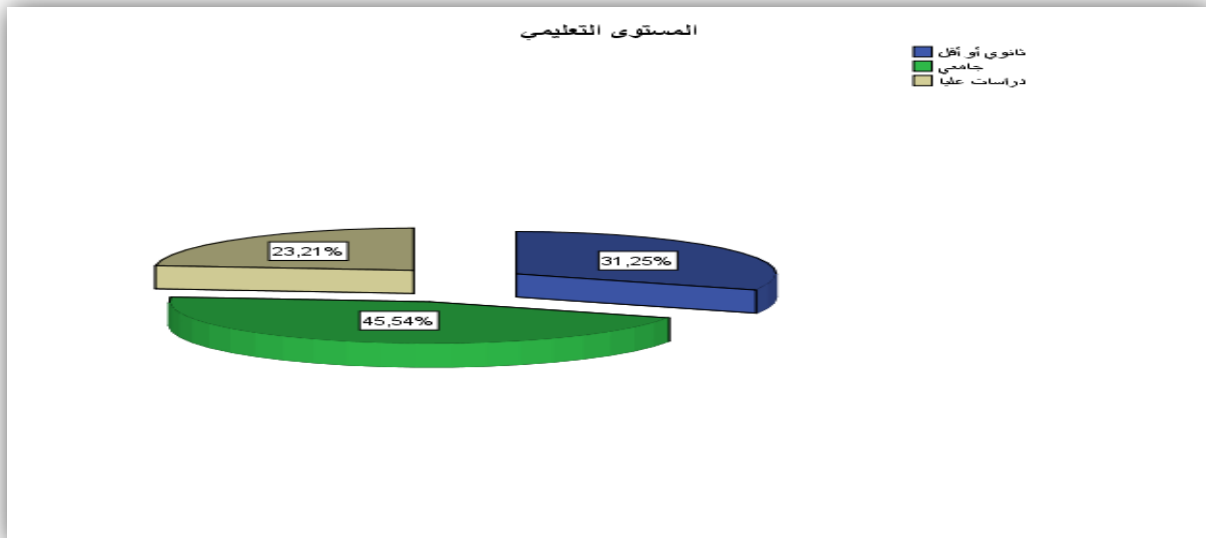 المستوى التعليمي
ثانوي أو أقل
جامعي
دراسات عليا
23,21%
31,25%
45,54%